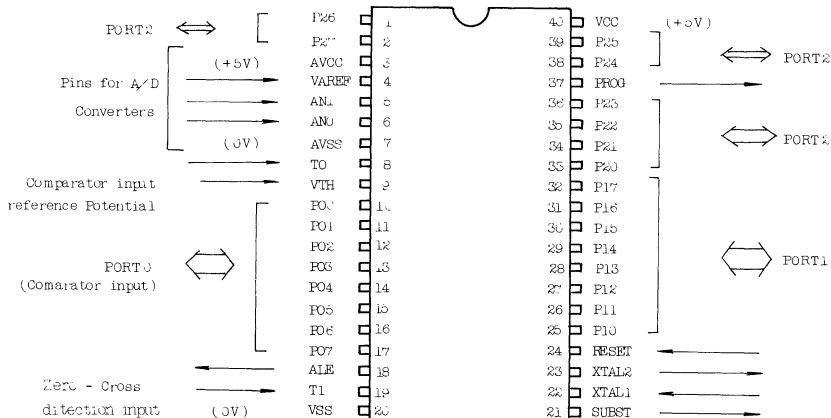 PORT2
Pins for A/D
Converters
Comparator input
reference Potential
PORT0
(Comarator input)
Zero - Cross
ditection input
P26 1
P27 2
(+5V) AVCC 3
VAREF 4
AN1 5
AN0 6
(0V) AVSS 7
T0 8
VTH 9
P00 10
P01 11
P02 12
P03 13
P04 14
P05 15
P06 16
P07 17
ALE 18
T1 19
(0V) VSS 20
40 VCC (+5V)
39 P25
38 P24
37 PROG
36 P23
35 P22
34 P21
33 P20
32 P17
31 P16
30 P15
29 P14
28 P13
27 P12
26 P11
25 P10
24 RESET
23 XTAL2
22 XTAL1
21 SUBST
PORT2
PORT2
PORT1